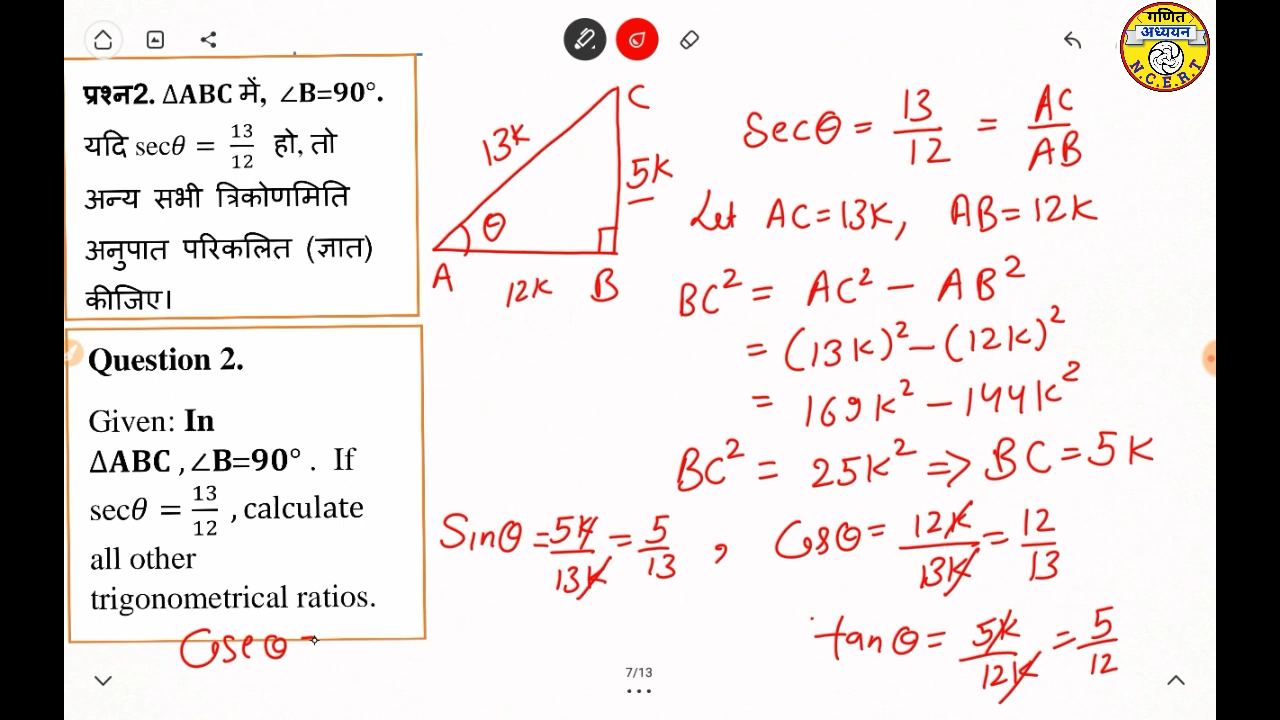 गणित
अध्ययन
N.C.E.R.T
प्रश्न2. ΔABC में, ∠B=90°.
यदि secθ = 13/12 हो, तो
अन्य सभी त्रिकोणमिति
अनुपात परिकलित (ज्ञात)
कीजिए।
Question 2.
Given: In
ΔABC ,∠B=90° . If
secθ = 13/12 , calculate
all other
trigonometrical ratios.
C
13K
5K
θ
A
12K
B
Secθ = 13/12 = AC/AB
Let AC=13K, AB=12K
BC² = AC² - AB²
= (13K)² - (12K)²
= 169K² - 144K²
BC² = 25K² => BC = 5K
Sinθ = 5K/13K = 5/13 , Cosθ = 12K/13K = 12/13
tanθ = 5K/12K = 5/12
Cosecθ -
7/13